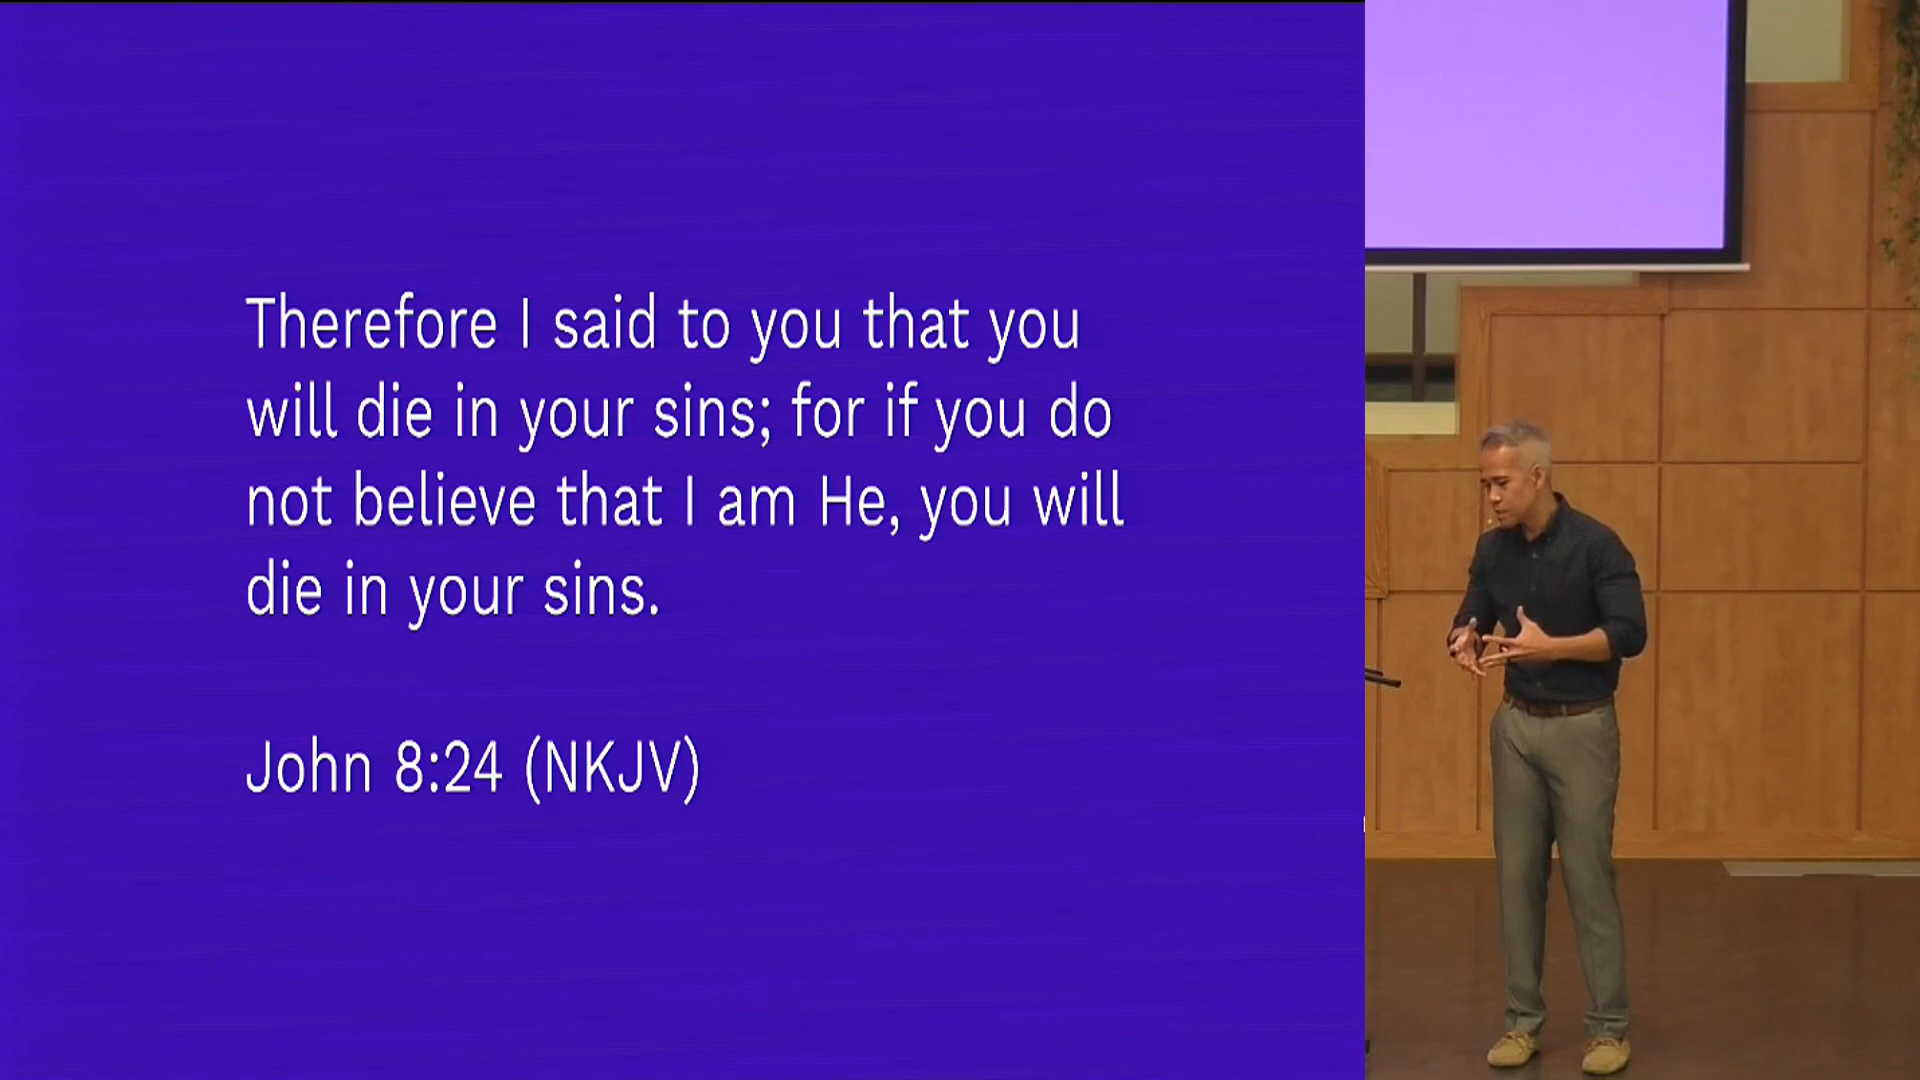 Therefore I said to you that you
will die in your sins; for if you do
not believe that I am He, you will
die in your sins.
John 8:24 (NKJV)